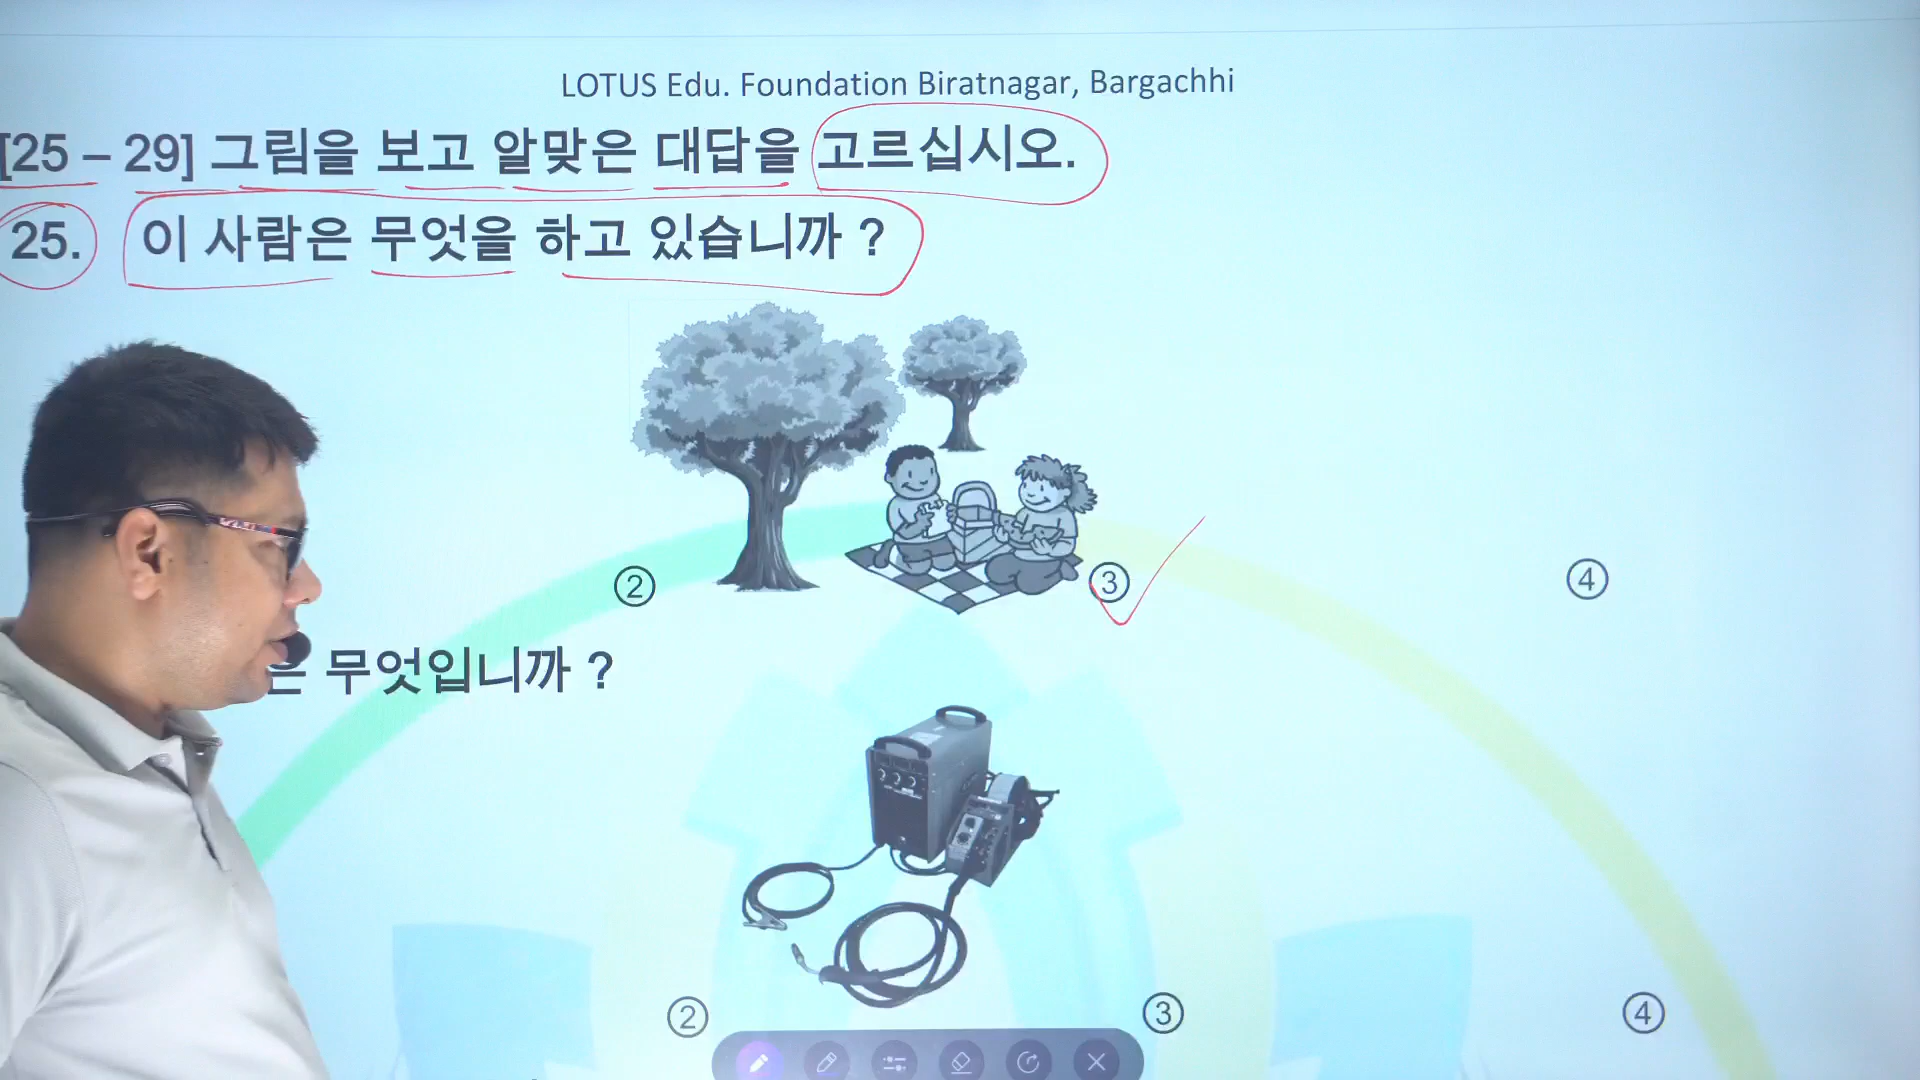 LOTUS Edu. Foundation Biratnagar, Bargachhi
[25 – 29] 그림을 보고 알맞은 대답을 고르십시오.
25. 이 사람은 무엇을 하고 있습니까 ?
② ③ ④
은 무엇입니까 ?
② ③ ④